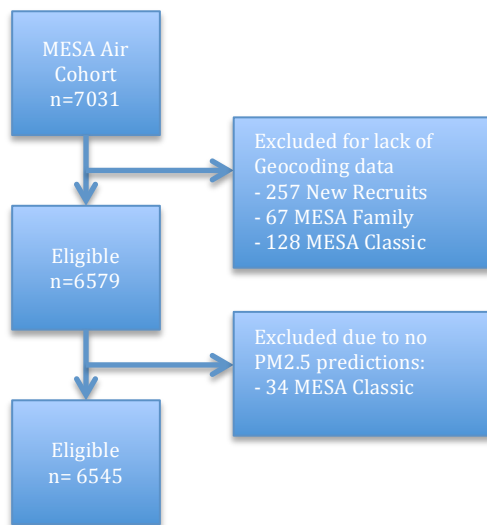 MESA Air
Cohort
n=7031
Excluded for lack of
Geocoding data
- 257 New Recruits
- 67 MESA Family
- 128 MESA Classic
Eligible
n=6579
Excluded due to no
PM2.5 predictions:
- 34 MESA Classic
Eligible
n= 6545